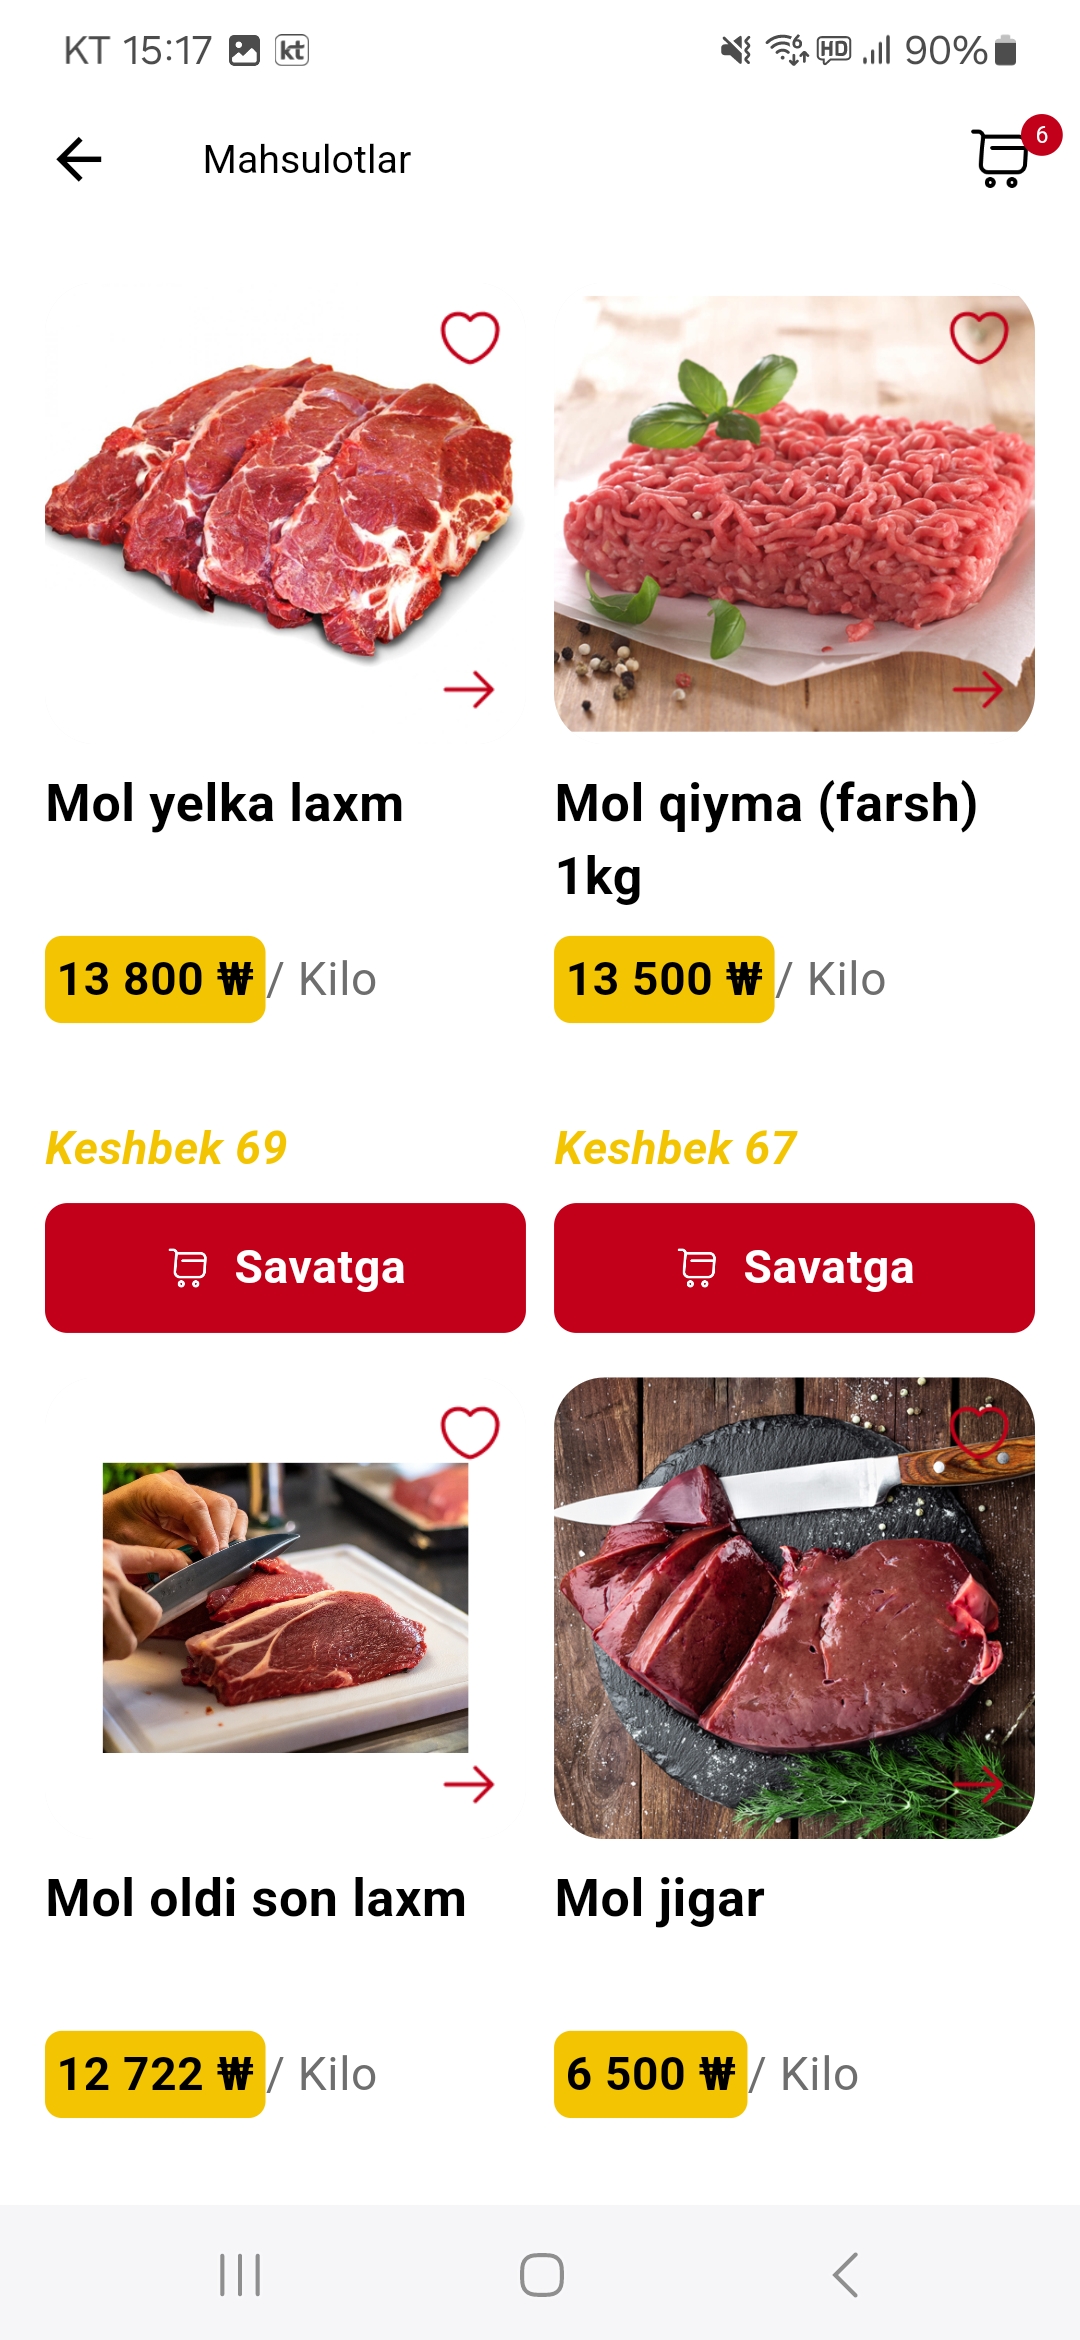 KT 15:17 kt HD 90%
Mahsulotlar 6
Mol yelka laxm
Mol qiyma (farsh)
1kg
13 800 ₩ / Kilo
13 500 ₩ / Kilo
Keshbek 69
Keshbek 67
Savatga
Savatga
Mol oldi son laxm
Mol jigar
12 722 ₩ / Kilo
6 500 ₩ / Kilo